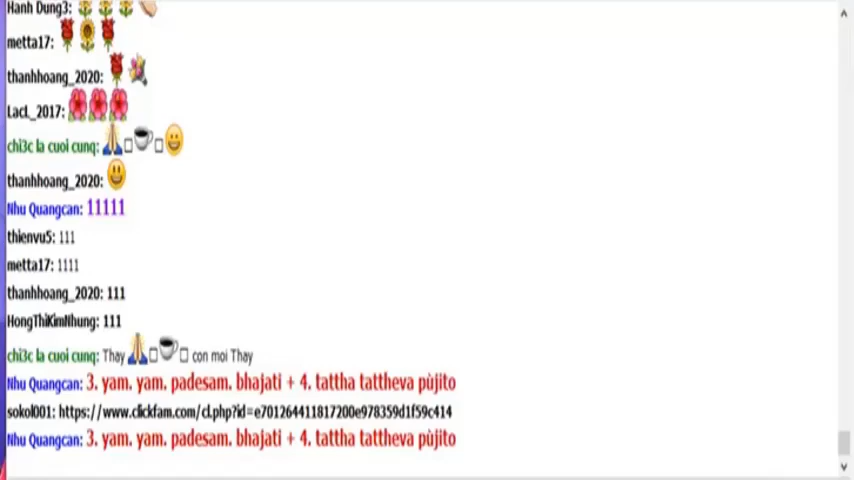 Hanh Dung3:
metta17:
thanhhoang_2020:
LacL_2017:
chi3c la cuoi cunq:
thanhhoang_2020:
Nhu Quangcan: 11111
thienvu5: 111
metta17: 1111
thanhhoang_2020: 111
HongThiKimNhung: 111
chi3c la cuoi cunq: Thay con moi Thay
Nhu Quangcan: 3. yam. yam. padesam. bhajati + 4. tattha tattheva pùjito
sokol001: https://www.clickfam.com/cl.php?id=e701264411817200e978359d1f59c414
Nhu Quangcan: 3. yam. yam. padesam. bhajati + 4. tattha tattheva pùjito